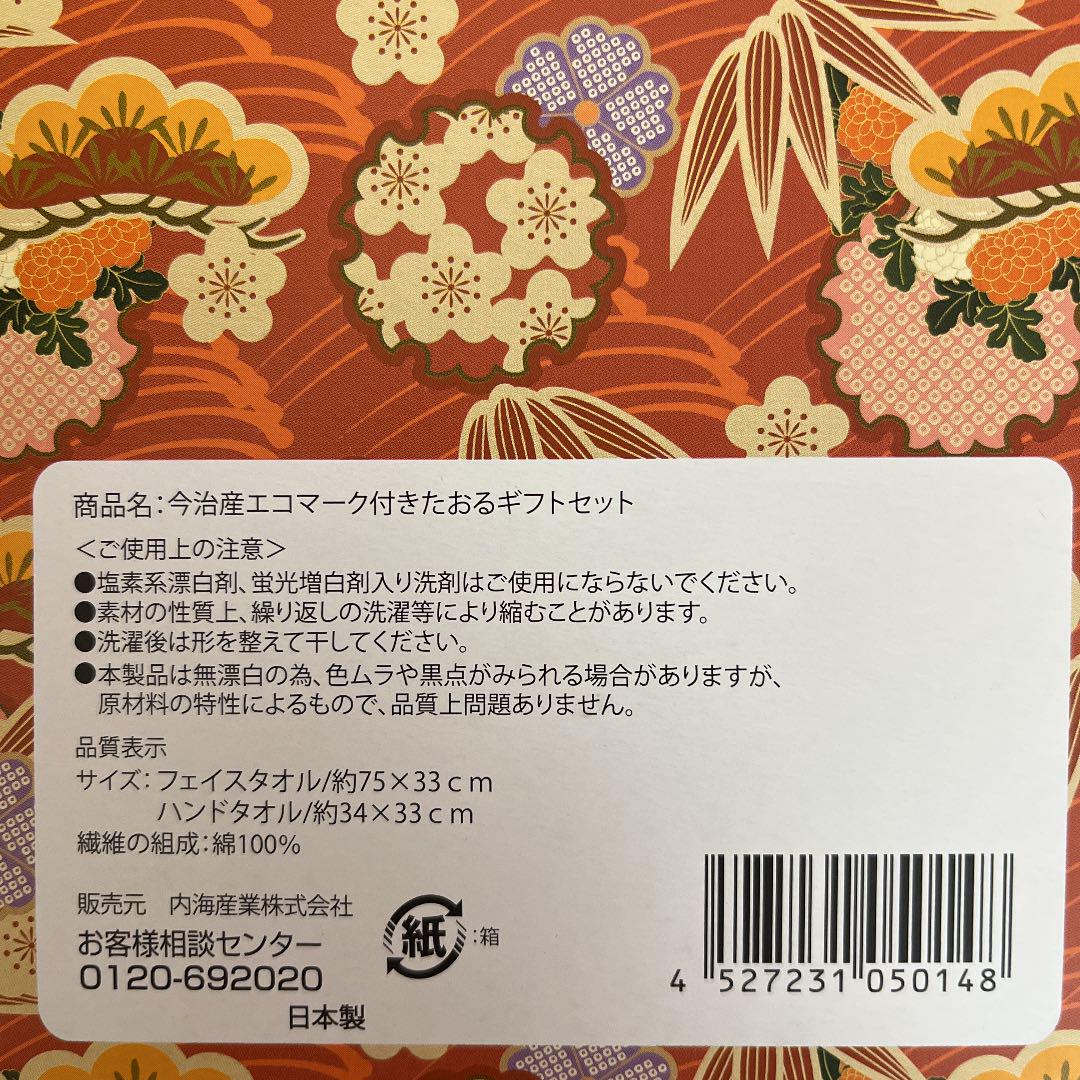 商品名:今治産エコマーク付きたおるギフトセット
<ご使用上の注意>
●塩素系漂白剤、蛍光増白剤入り洗剤はご使用にならないでください。
●素材の性質上、繰り返しの洗濯等により縮むことがあります。
●洗濯後は形を整えて干してください。
●本製品は無漂白の為、色ムラや黒点がみられる場合がありますが、
原材料の特性によるもので、品質上問題ありません。
品質表示
サイズ:フェイスタオル/約75×33cm
ハンドタオル/約34×33cm
繊維の組成:綿100%
販売元 内海産業株式会社
お客様相談センター
0120-692020
日本製
紙:箱
4 527231 050148